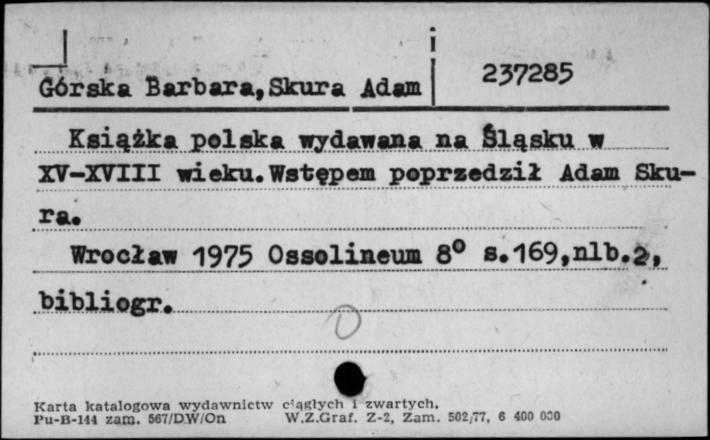 Górska Barbara,Skura Adam 237285
Książka polska wydawana na Śląsku w
XV-XVIII wieku.Wstępem poprzedził Adam Sku-
ra.
Wrocław 1975 Ossolineum 8° s.169,nlb.2,
bibliogr.
D
Karta katalogowa wydawnictw ciągłych i zwartych.
Pu-B-144 zam. 567/DW/On W.Z.Graf. Z-2, Zam. 502/77, 6 400 000